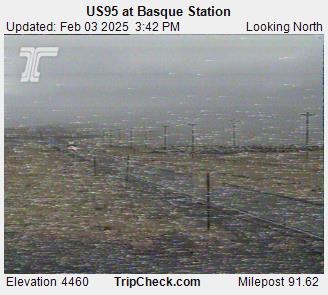 US95 at Basque Station
Updated: Feb 03 2025 3:42 PM Looking North
Elevation 4460 TripCheck.com Milepost 91.62